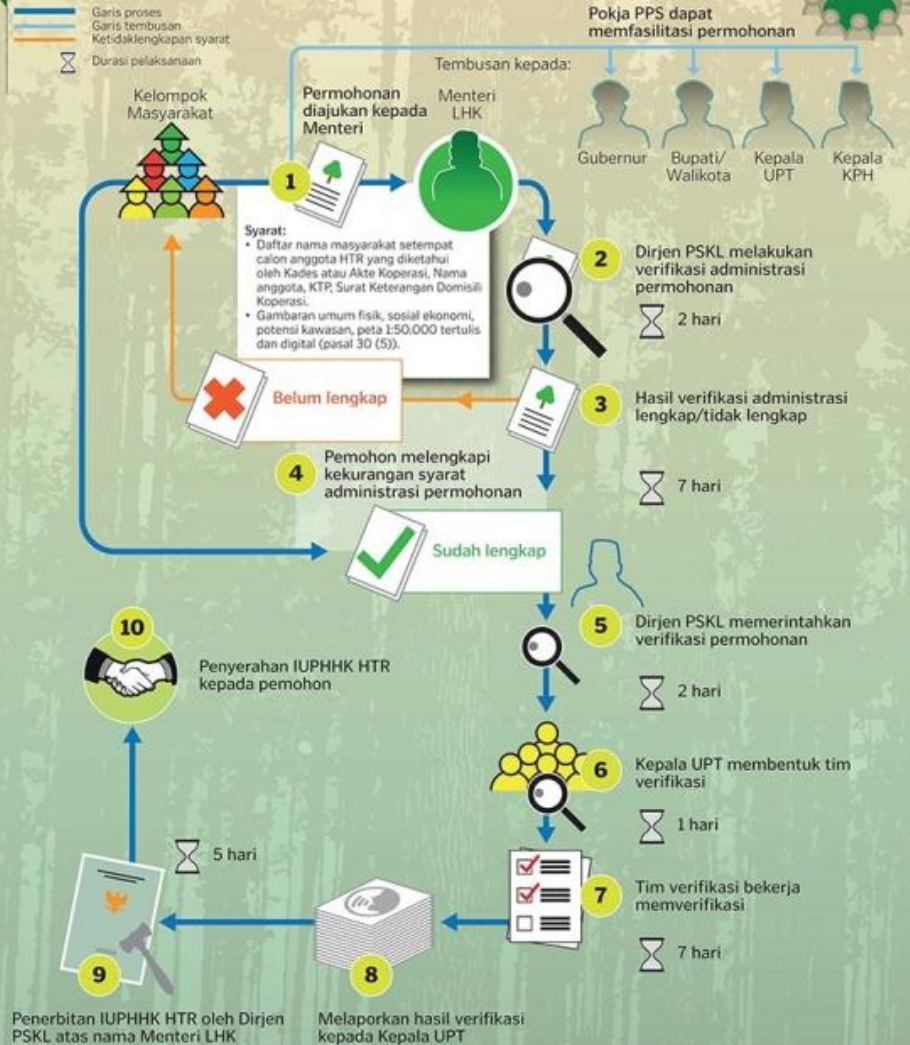 Garis proses
Garis tembusan
Ketidaklengkapan syarat
Durasi pelaksanaan
Pokja PPS dapat
memfasilitasi permohonan
Tembusan kepada:
Gubernur
Bupati/
Walikota
Kepala
UPT
Kepala
KPH
Kelompok
Masyarakat
Permohonan
diajukan kepada
Menteri
Menteri
LHK
1
Syarat:
• Daftar nama masyarakat setempat
calon anggota HTR yang diketahui
oleh Kades atau Akte Koperasi, Nama
anggota, KTP, Surat Keterangan Domisili
Koperasi.
• Gambaran umum fisik, sosial ekonomi,
potensi kawasan, peta 1:50.000 tertulis
dan digital (pasal 30 (5)).
2
Dirjen PSKL melakukan
verifikasi administrasi
permohonan
2 hari
3
Hasil verifikasi administrasi
lengkap/tidak lengkap
7 hari
Belum lengkap
4
Pemohon melengkapi
kekurangan syarat
administrasi permohonan
Sudah lengkap
5
Dirjen PSKL memerintahkan
verifikasi permohonan
2 hari
6
Kepala UPT membentuk tim
verifikasi
1 hari
7
Tim verifikasi bekerja
memverifikasi
7 hari
8
Melaporkan hasil verifikasi
kepada Kepala UPT
9
Penerbitan IUPHHK HTR oleh Dirjen
PSKL atas nama Menteri LHK
5 hari
10
Penyerahan IUPHHK HTR
kepada pemohon